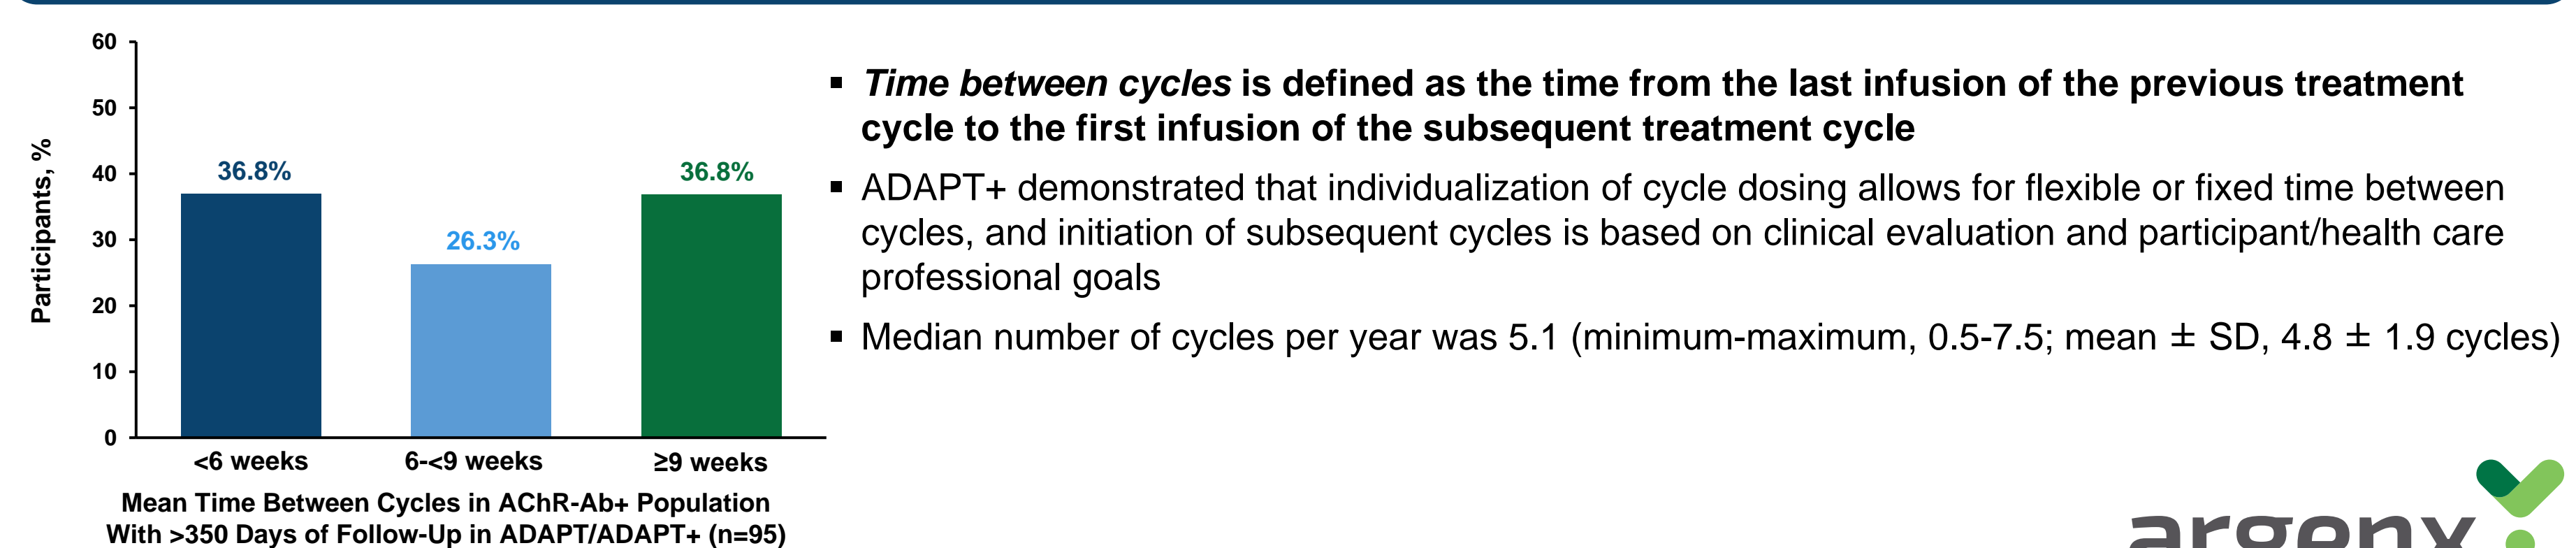 60
50
40
30
20
10
0
Participants, %
36.8%
26.3%
36.8%
<6 weeks
6-<9 weeks
≥9 weeks
Mean Time Between Cycles in AChR-Ab+ Population
With >350 Days of Follow-Up in ADAPT/ADAPT+ (n=95)
▪ Time between cycles is defined as the time from the last infusion of the previous treatment
cycle to the first infusion of the subsequent treatment cycle
▪ ADAPT+ demonstrated that individualization of cycle dosing allows for flexible or fixed time between
cycles, and initiation of subsequent cycles is based on clinical evaluation and participant/health care
professional goals
▪ Median number of cycles per year was 5.1 (minimum-maximum, 0.5-7.5; mean ± SD, 4.8 ± 1.9 cycles)
argenx